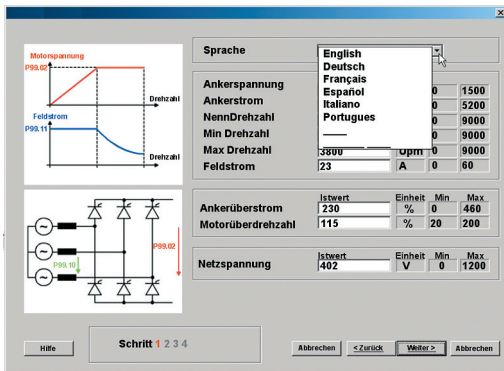 Motorspannung
P99.02
Drehzahl
Feldstrom
P99.11
Drehzahl
P99.10
P99.02
Sprache
English
Deutsch
Français
Español
Italiano
Portugues
Ankerspannung 0 1500
Ankerstrom 0 5200
NennDrehzahl 0 9000
Min Drehzahl 0 9000
Max Drehzahl 3800 Upm 0 9000
Feldstrom 23 A 0 60
Istwert Einheit Min Max
Ankerüberstrom 230 % 0 460
Motorüberdrehzahl 115 % 20 200
Istwert Einheit Min Max
Netzspannung 402 V 0 1200
Hilfe
Schritt 1 2 3 4
Abbrechen <Zurück Weiter > Abbrechen